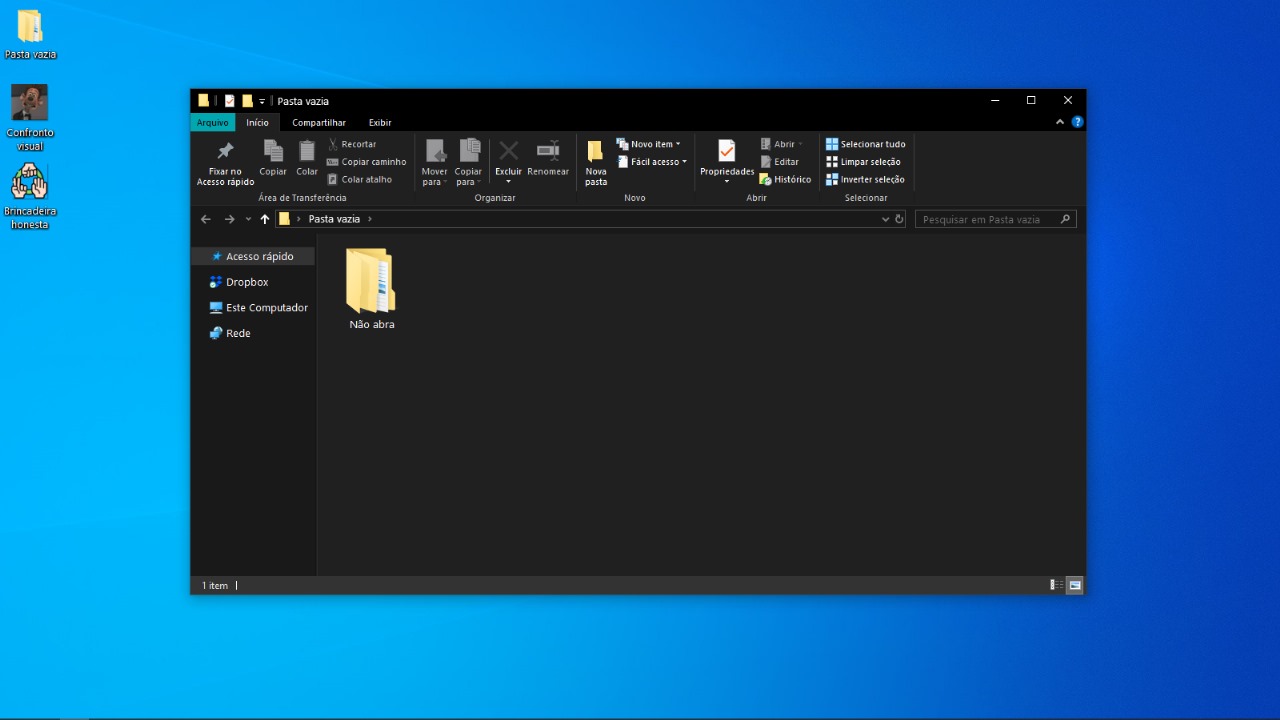 Pasta vazia
Confronto
visual
Brincadeira
honesta
Pasta vazia
Arquivo Início Compartilhar Exibir
Fixar no
Acesso rápido
Copiar
Colar
Recortar
Copiar caminho
Colar atalho
Área de Transferência
Mover
para
Copiar
para
Excluir
Renomear
Organizar
Nova
pasta
Novo item
Fácil acesso
Novo
Propriedades
Abrir
Editar
Histórico
Abrir
Selecionar tudo
Limpar seleção
Inverter seleção
Selecionar
Pasta vazia
Pesquisar em Pasta vazia
Acesso rápido
Dropbox
Este Computador
Rede
Não abra
1 item